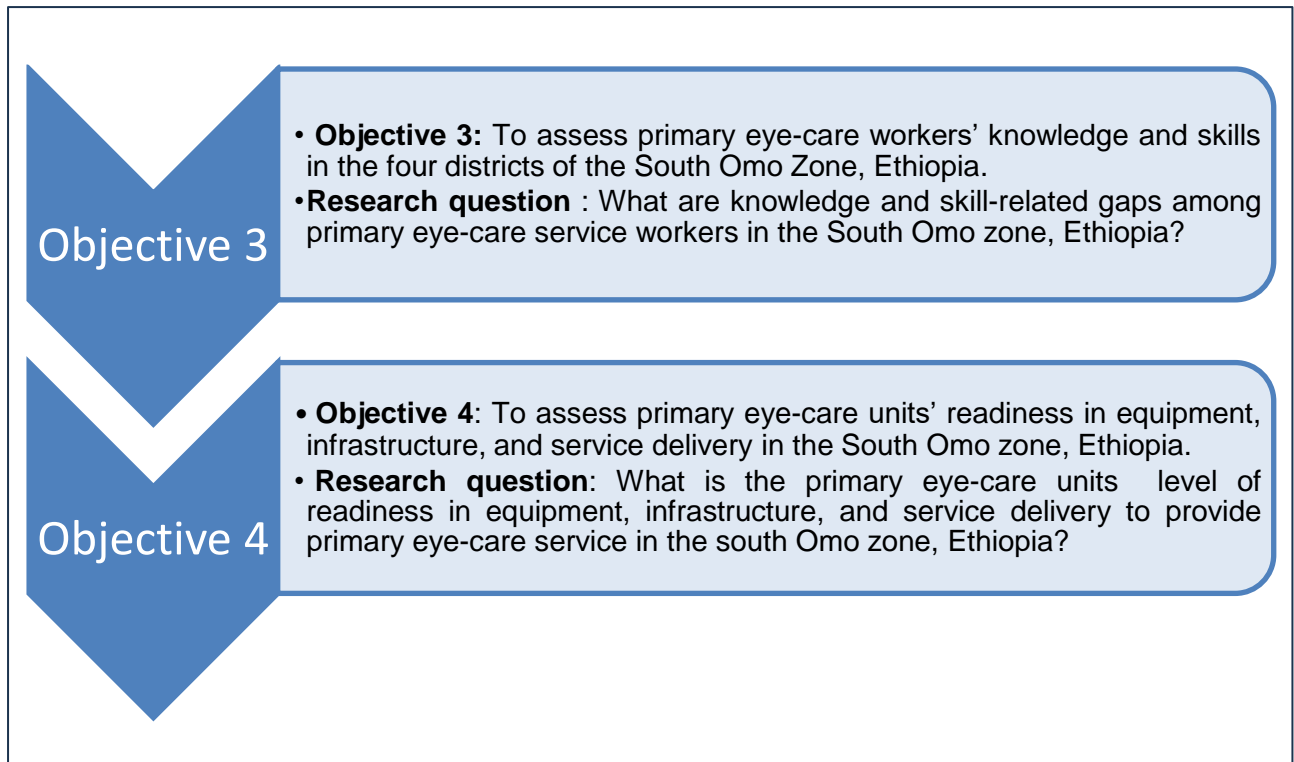 Objective 3
• Objective 3: To assess primary eye-care workers’ knowledge and skills
in the four districts of the South Omo Zone, Ethiopia.
•Research question : What are knowledge and skill-related gaps among
primary eye-care service workers in the South Omo zone, Ethiopia?
Objective 4
• Objective 4: To assess primary eye-care units’ readiness in equipment,
infrastructure, and service delivery in the South Omo zone, Ethiopia.
• Research question: What is the primary eye-care units level of
readiness in equipment, infrastructure, and service delivery to provide
primary eye-care service in the south Omo zone, Ethiopia?